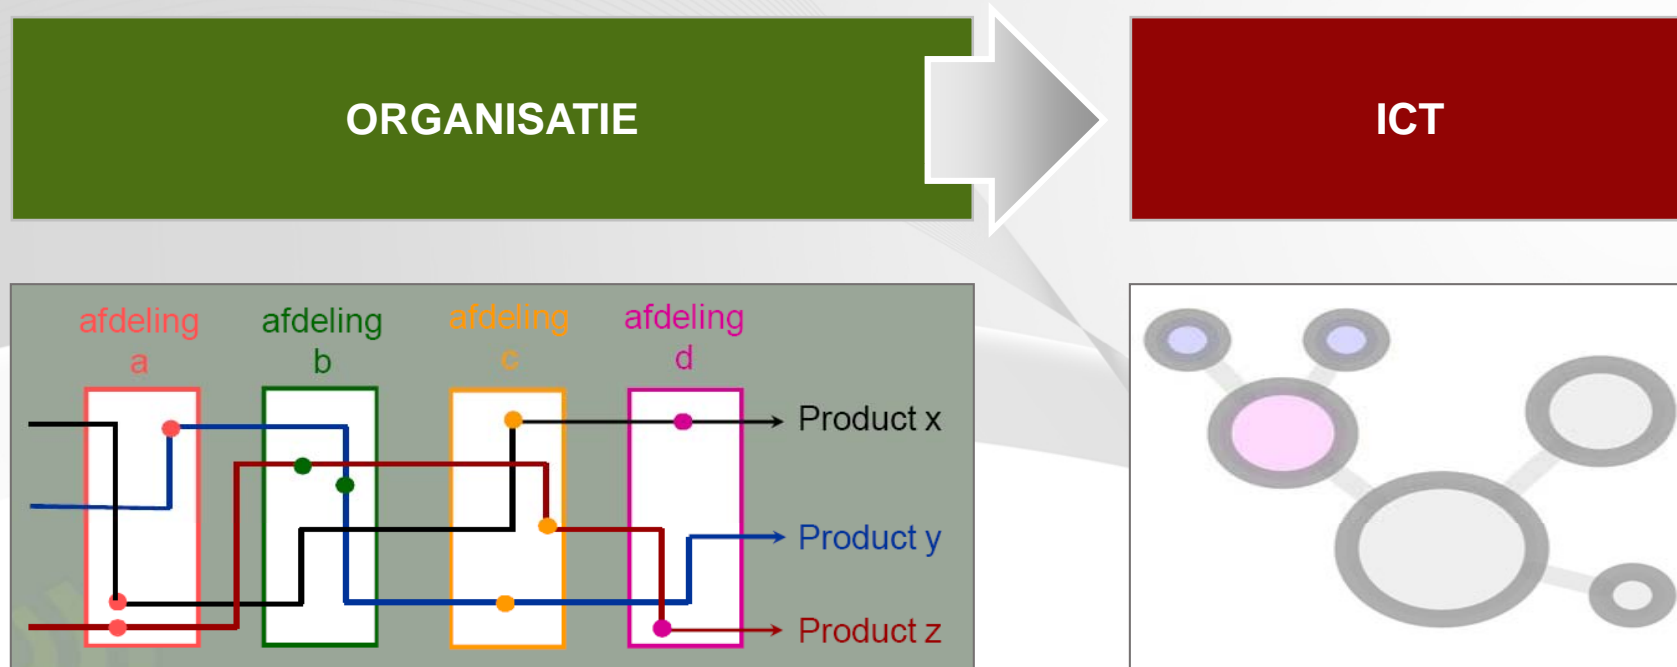 ORGANISATIE
ICT
afdeling
a
afdeling
b
afdeling
c
afdeling
d
Product x
Product y
Product z